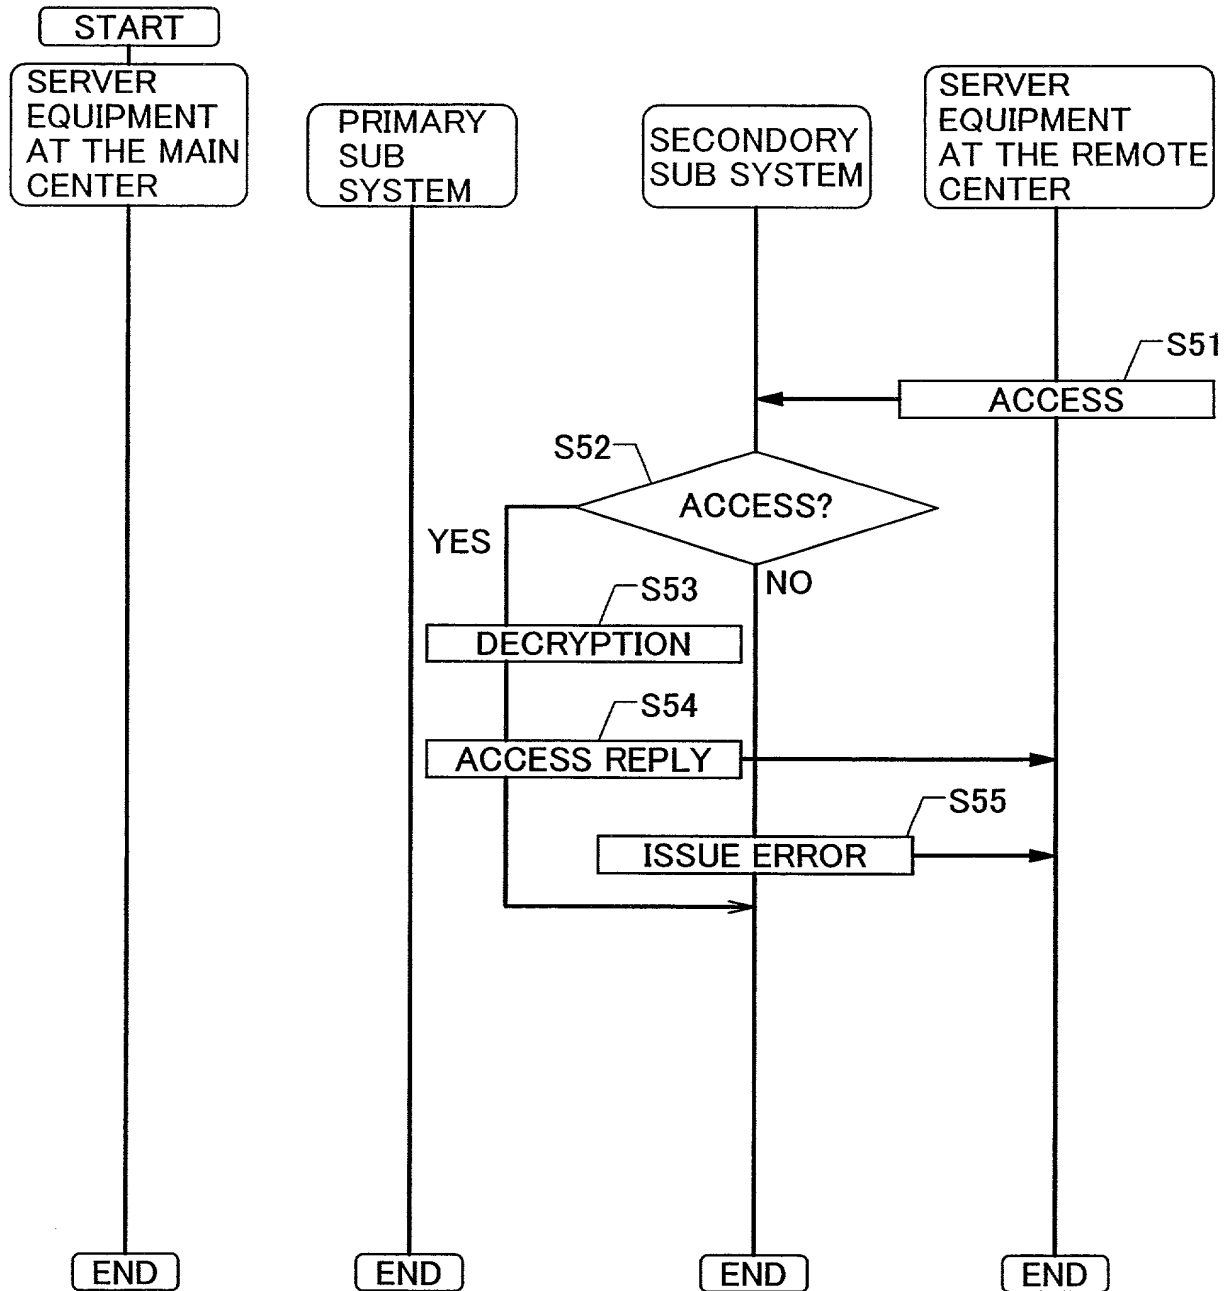 START
SERVER
EQUIPMENT
AT THE MAIN
CENTER
PRIMARY
SUB
SYSTEM
SECONDORY
SUB SYSTEM
SERVER
EQUIPMENT
AT THE REMOTE
CENTER
S51
ACCESS
S52
ACCESS?
YES
NO
S53
DECRYPTION
S54
ACCESS REPLY
S55
ISSUE ERROR
END
END
END
END